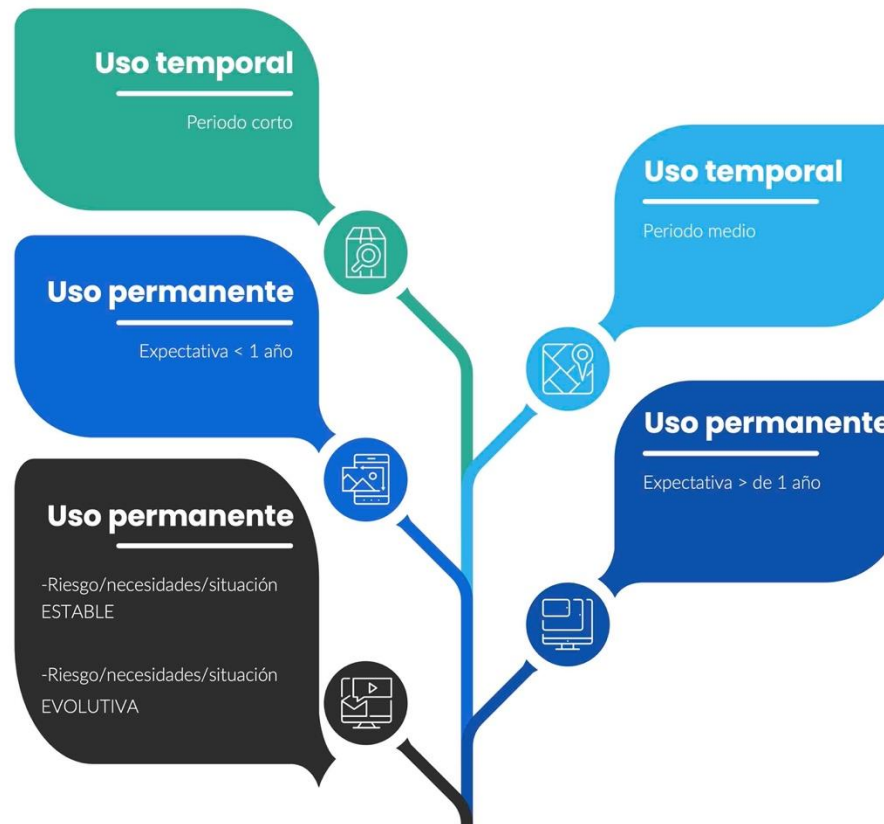 Uso temporal
Periodo corto
Uso temporal
Periodo medio
Uso permanente
Expectativa < 1 año
Uso permanente
Expectativa > de 1 año
Uso permanente
-Riesgo/necesidades/situación
ESTABLE
-Riesgo/necesidades/situación
EVOLUTIVA